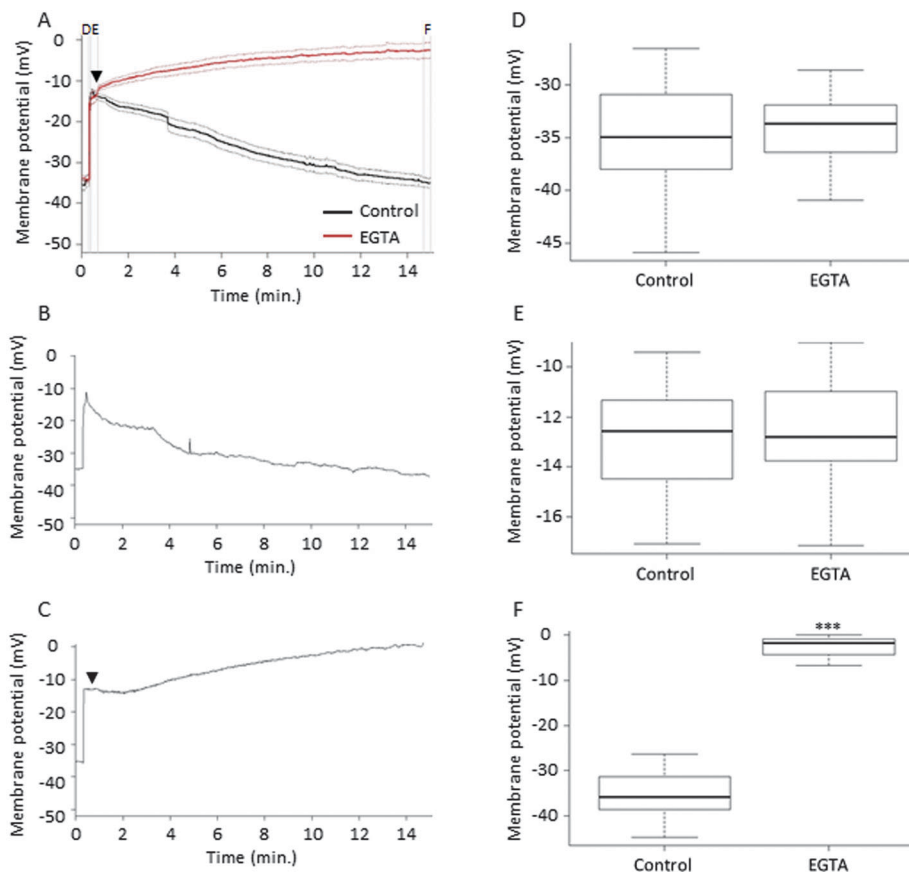 A
D E F
Membrane potential (mV)
0
-10
-20
-30
-40
-50
Control
EGTA
0 2 4 6 8 10 12 14
Time (min.)
B
Membrane potential (mV)
0
-10
-20
-30
-40
-50
0 2 4 6 8 10 12 14
Time (min.)
C
Membrane potential (mV)
0
-10
-20
-30
-40
-50
0 2 4 6 8 10 12 14
Time (min.)
D
Membrane potential (mV)
-30
-35
-40
-45
Control EGTA
E
Membrane potential (mV)
-10
-12
-14
-16
Control EGTA
F
Membrane potential (mV)
0
-10
-20
-30
-40
***
Control EGTA